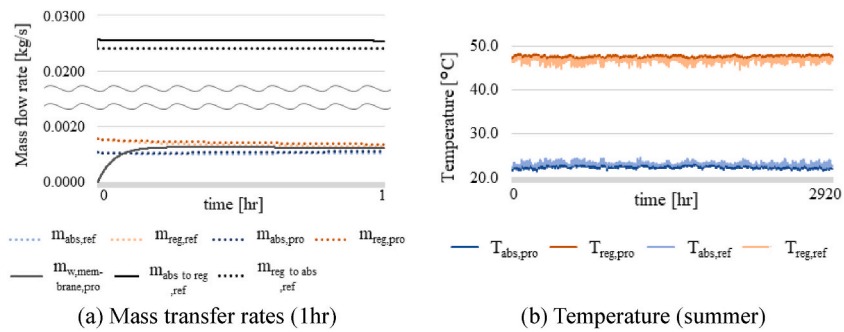 0.0300
0.0200
0.0020
0.0000
Mass flow rate [kg/s]
0
1
time [hr]
m abs,ref
m reg,ref
m abs,pro
m reg,pro
m w,mem-
brane,pro
m abs to reg
,ref
m reg to abs
,ref
(a) Mass transfer rates (1hr)
50.0
40.0
30.0
20.0
Temperature [°C]
0
2920
time [hr]
T abs,pro
T reg,pro
T abs,ref
T reg,ref
(b) Temperature (summer)